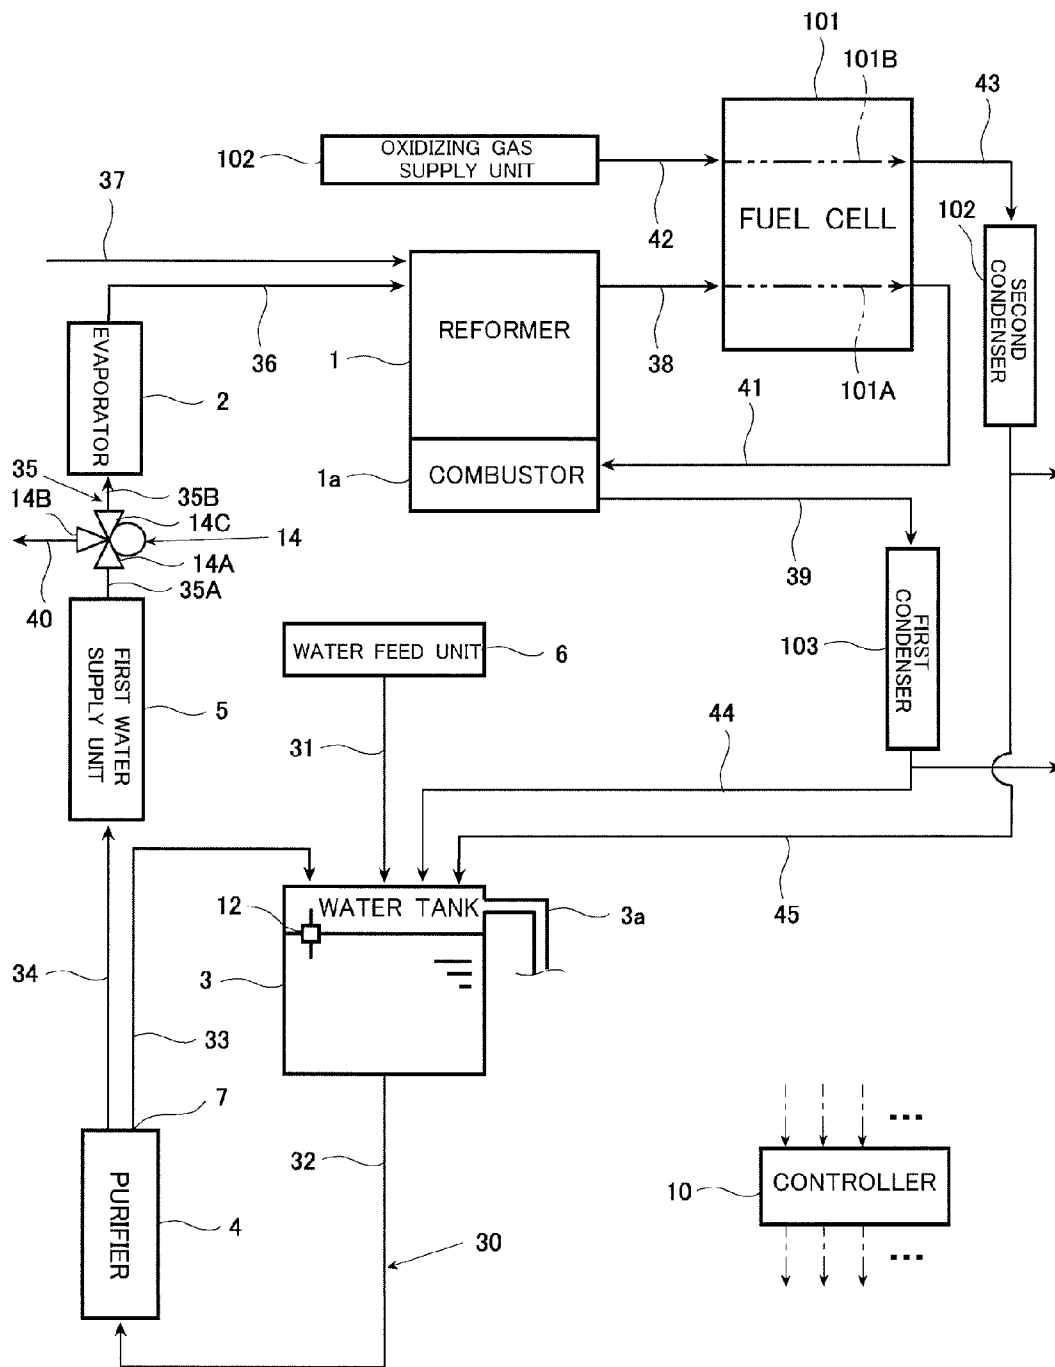 101
101B
43
102
OXIDIZING GAS
SUPPLY UNIT
37
42
FUEL CELL
102
SECOND
CONDENSER
EVAPORATOR
36
REFORMER
1
38
2
41
101A
35
14B
35B
1a
COMBUSTOR
14C
14
14A
39
40
35A
FIRST WATER
SUPPLY UNIT
WATER FEED UNIT
6
103
FIRST
CONDENSER
5
31
44
12
WATER TANK
3a
45
34
3
33
7
32
10
CONTROLLER
...
...
PURIFIER
4
30